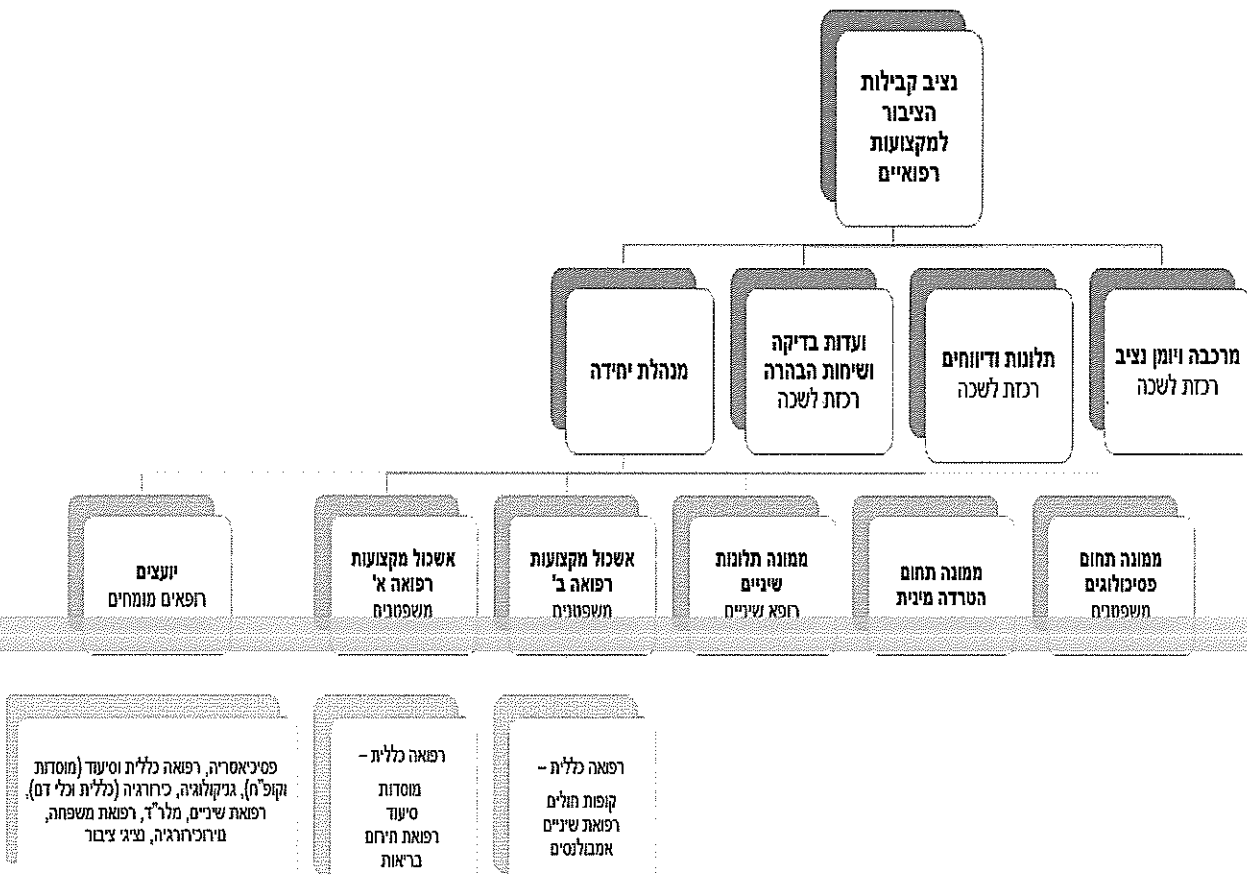 נציב קבילות
הציבור
למקצועות
רפואיים
מרכבה ויומן נציב
רכזת לשכה
תלונות ודיווחים
רכזת לשכה
ועדות בדיקה
ושיחות הבהרה
רכזת לשכה
מנהלת יחידה
ממונה תחום
פסיכולוגים
משפטנים
ממונה תחום
הטרדה מינית
ממונה תלונות
שיניים
רופא שיניים
אשכול מקצועות
רפואה ב'
משפטנים
אשכול מקצועות
רפואה א'
משפטנים
יועצים
רופאים מומחים
רפואה כללית –
קופות חולים
רפואת שיניים
אמבולנסים
רפואה כללית –
מוסדות
סיעוד
רפואת חירום
בריאות
פסיכיאטריה, רפואה כללית וסיעוד (מוסדות
וקופ"ח), גניקולוגיה, כירורגיה (כללית וכלי דם),
רפואת שיניים, מלר"ד, רפואת משפחה,
נוירוכירורגיה, נציגי ציבור